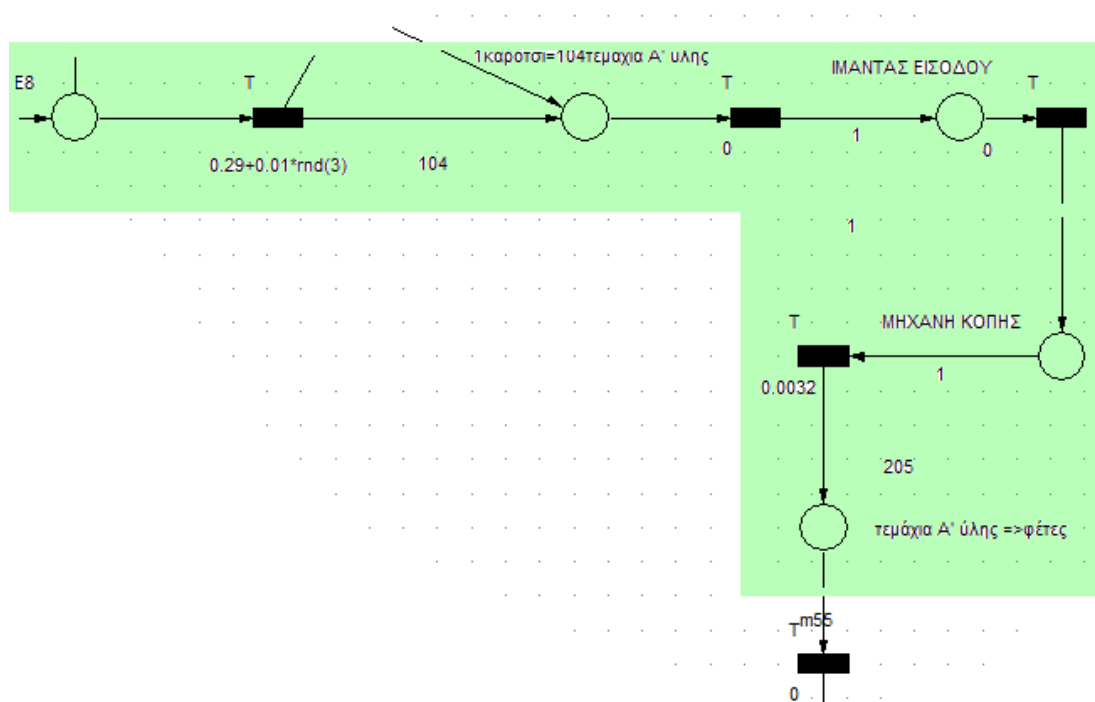 1καροτσι=104τεμαχια Α' υλης
E8
T
T
ΙΜΑΝΤΑΣ ΕΙΣΟΔΟΥ
T
0.29+0.01*rnd(3)
104
0
1
0
1
T
ΜΗΧΑΝΗ ΚΟΠΗΣ
0.0032
1
205
τεμάχια Α' ύλης =>φέτες
T
m55
0